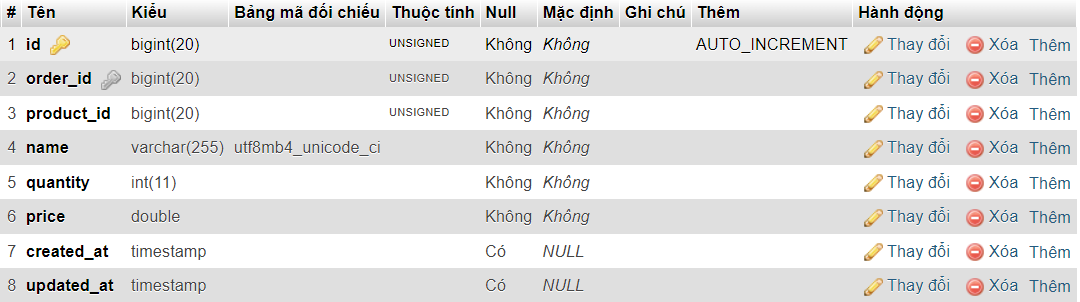 # Tên Kiểu Bảng mã đối chiếu Thuộc tính Null Mặc định Ghi chú Thêm Hành động
1 id bigint(20) UNSIGNED Không Không AUTO_INCREMENT Thay đổi Xóa Thêm
2 order_id bigint(20) UNSIGNED Không Không Thay đổi Xóa Thêm
3 product_id bigint(20) UNSIGNED Không Không Thay đổi Xóa Thêm
4 name varchar(255) utf8mb4_unicode_ci Không Không Thay đổi Xóa Thêm
5 quantity int(11) Không Không Thay đổi Xóa Thêm
6 price double Không Không Thay đổi Xóa Thêm
7 created_at timestamp Có NULL Thay đổi Xóa Thêm
8 updated_at timestamp Có NULL Thay đổi Xóa Thêm